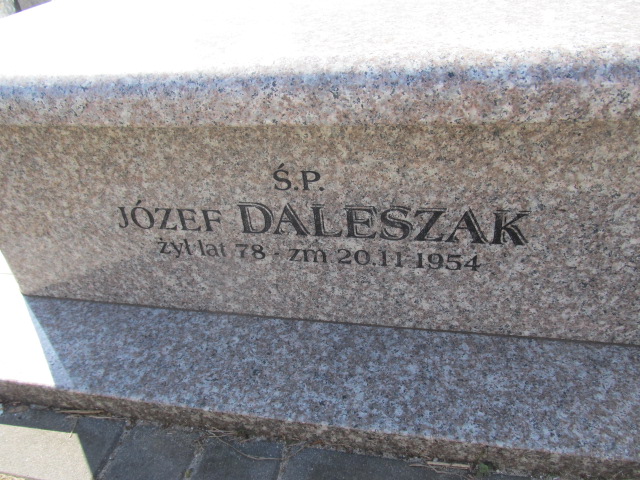 Ś.P.
JÓZEF DALESZAK
żył lat 78 - zm 20.11 1954